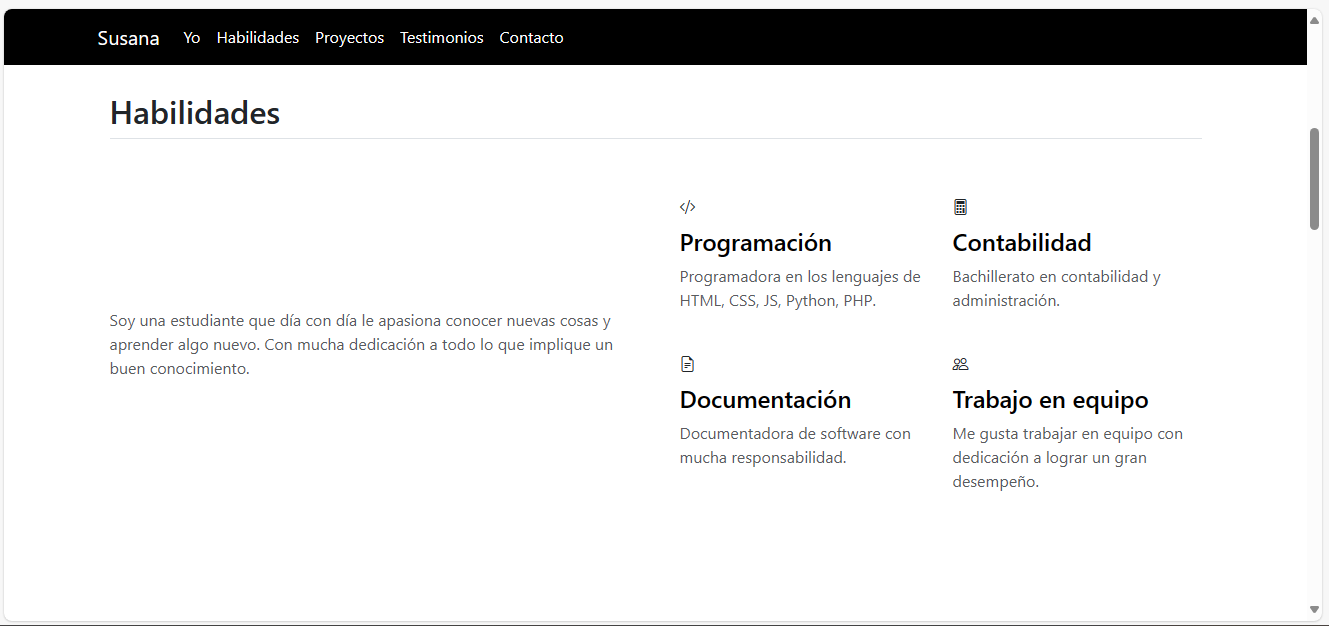 Susana Yo Habilidades Proyectos Testimonios Contacto
Habilidades
Soy una estudiante que día con día le apasiona conocer nuevas cosas y
aprender algo nuevo. Con mucha dedicación a todo lo que implique un
buen conocimiento.
Programación
Programadora en los lenguajes de
HTML, CSS, JS, Python, PHP.
Contabilidad
Bachillerato en contabilidad y
administración.
Documentación
Documentadora de software con
mucha responsabilidad.
Trabajo en equipo
Me gusta trabajar en equipo con
dedicación a lograr un gran
desempeño.